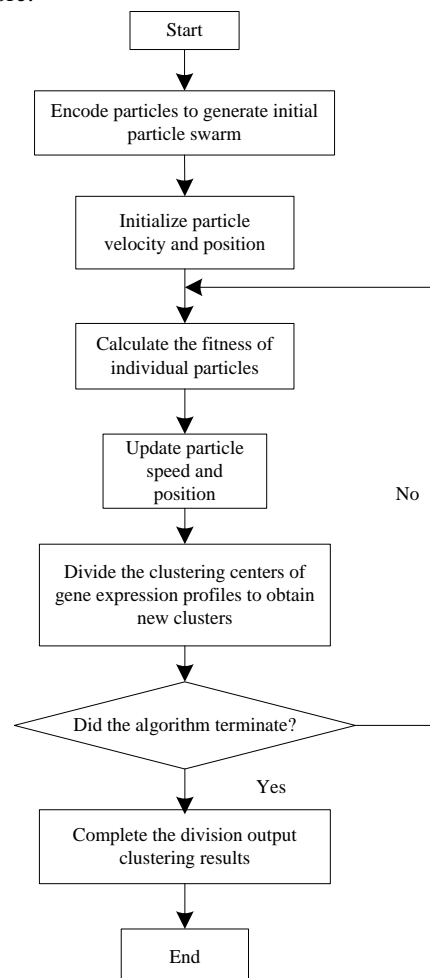 Start
Encode particles to generate initial
particle swarm
Initialize particle
velocity and position
Calculate the fitness of
individual particles
Update particle
speed and
position
No
Divide the clustering centers of
gene expression profiles to obtain
new clusters
Did the algorithm terminate?
Yes
Complete the division output
clustering results
End